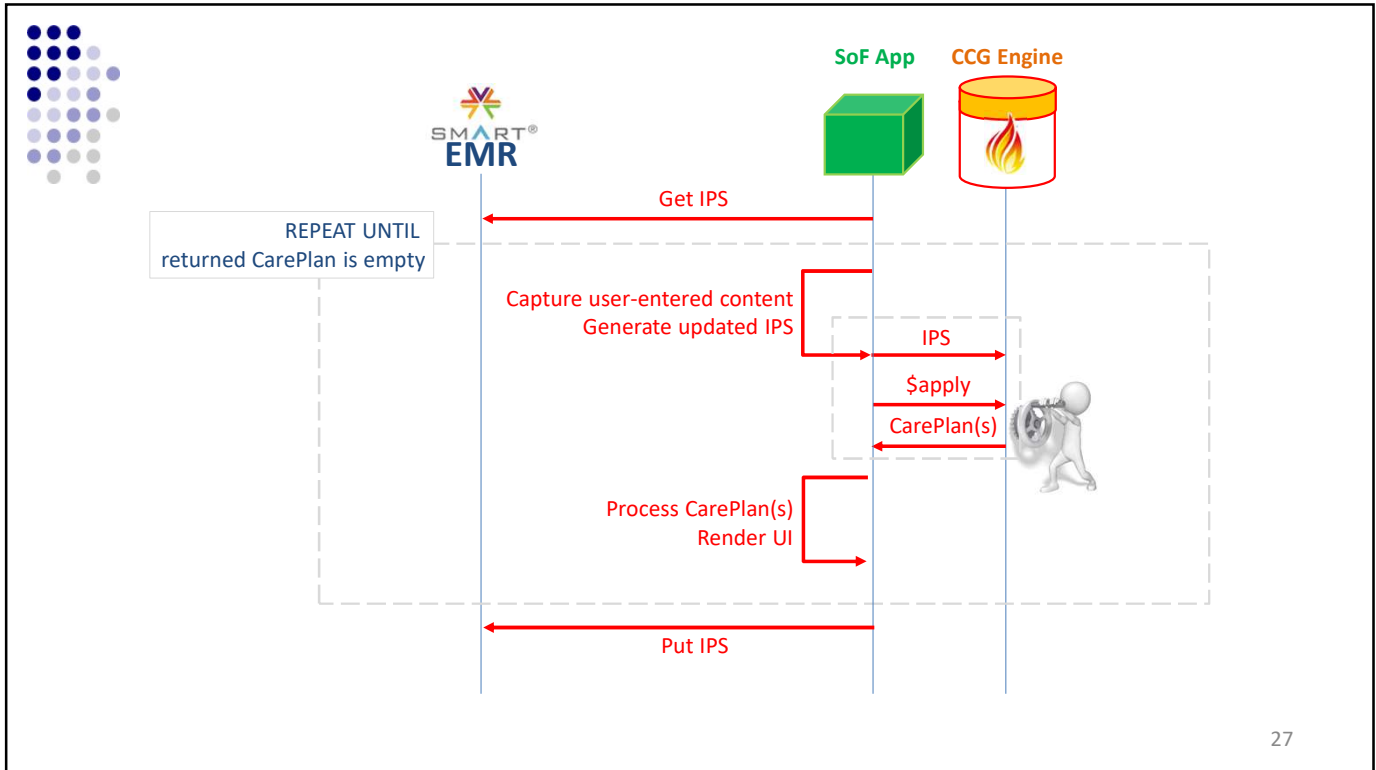 SoF App
CCG Engine
SMART®
EMR
Get IPS
REPEAT UNTIL
returned CarePlan is empty
Capture user-entered content
Generate updated IPS
IPS
$apply
CarePlan(s)
Process CarePlan(s)
Render UI
Put IPS
27